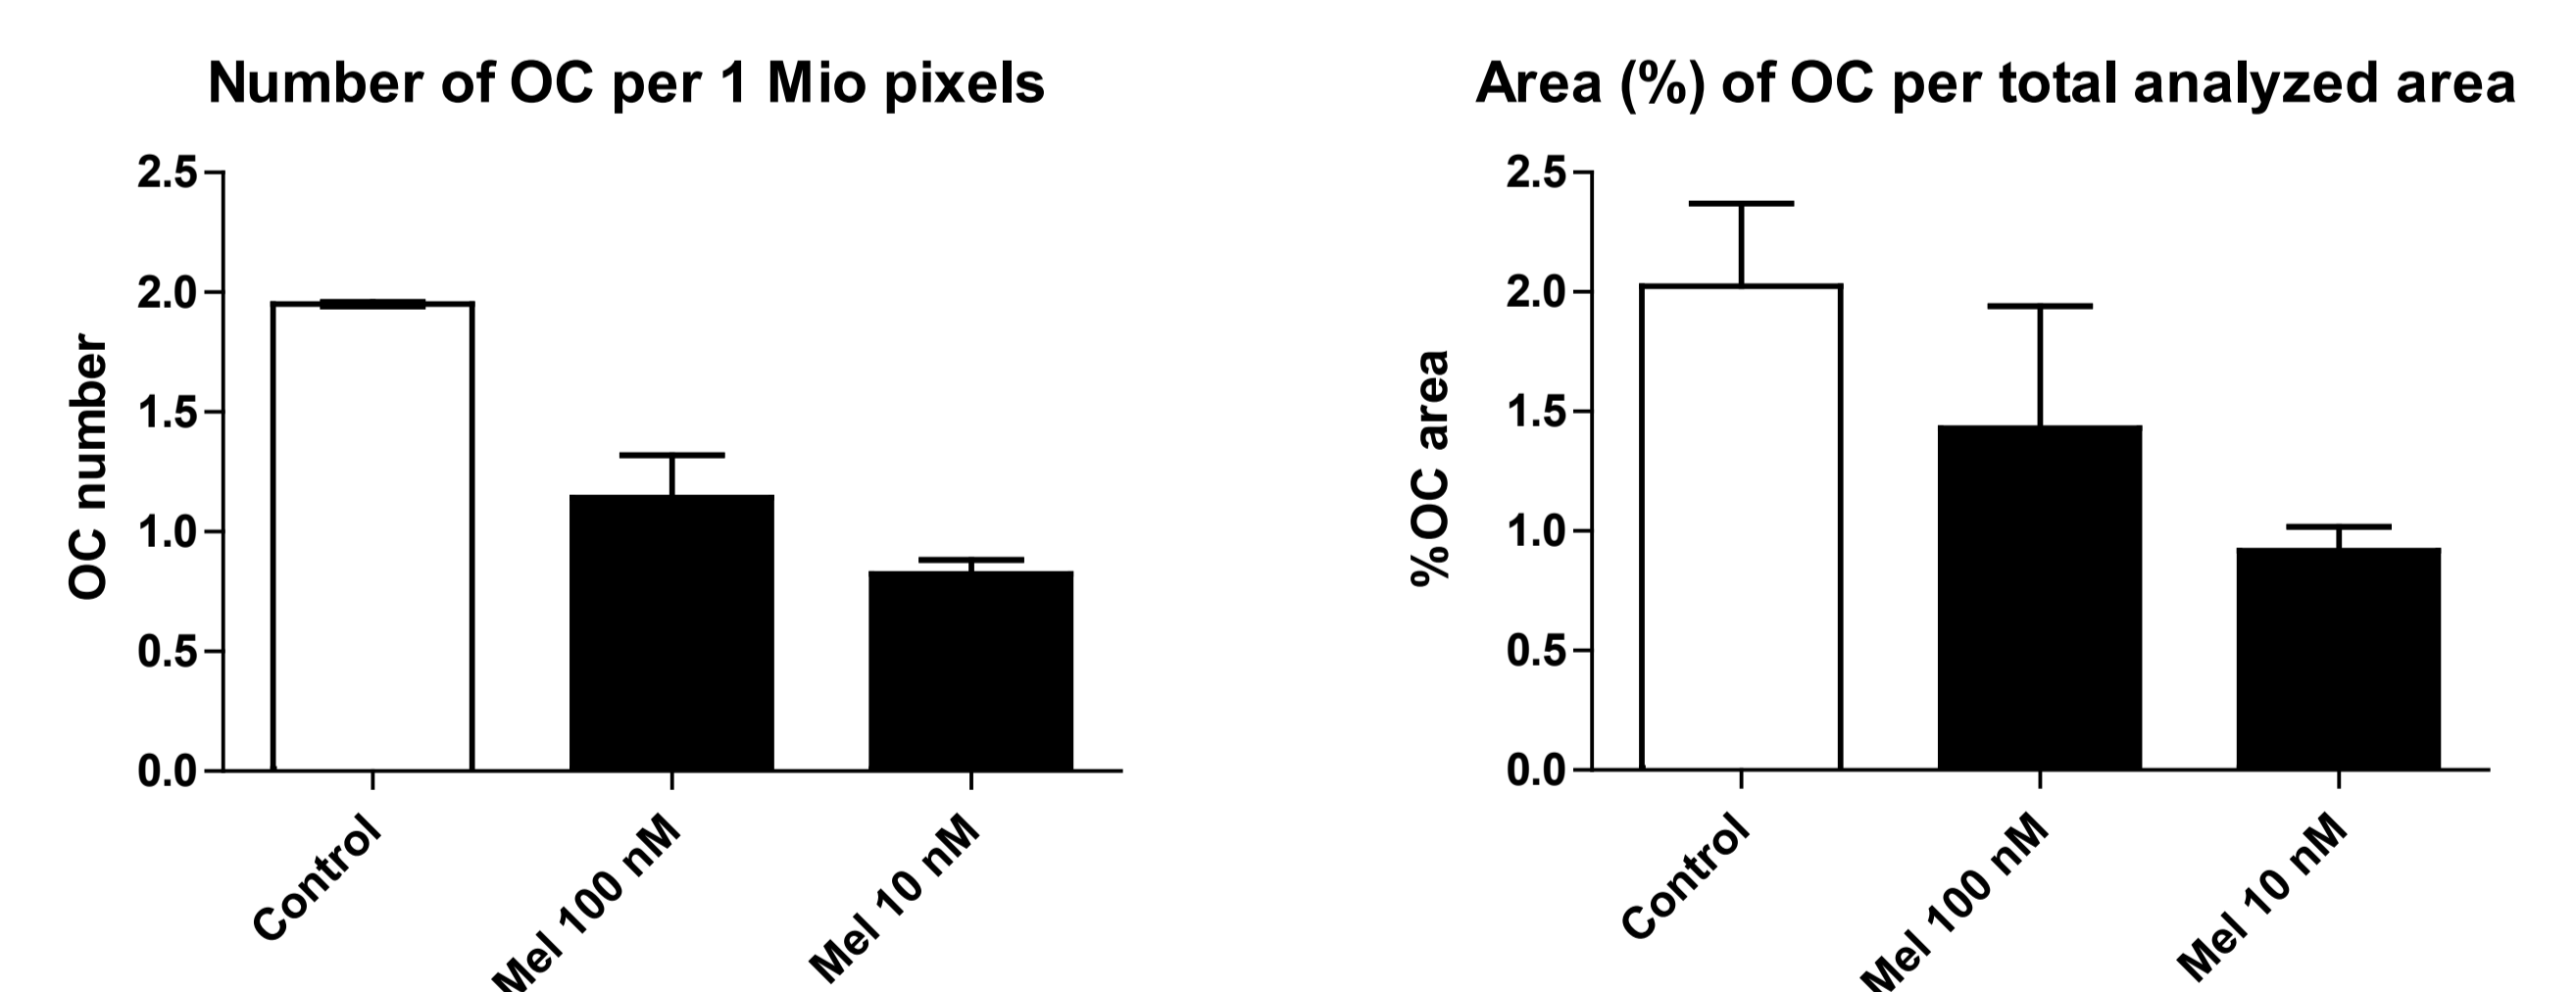 Number of OC per 1 Mio pixels
OC number
2.5
2.0
1.5
1.0
0.5
0.0
Control
Mel 100 nM
Mel 10 nM
Area (%) of OC per total analyzed area
%OC area
2.5
2.0
1.5
1.0
0.5
0.0
Control
Mel 100 nM
Mel 10 nM